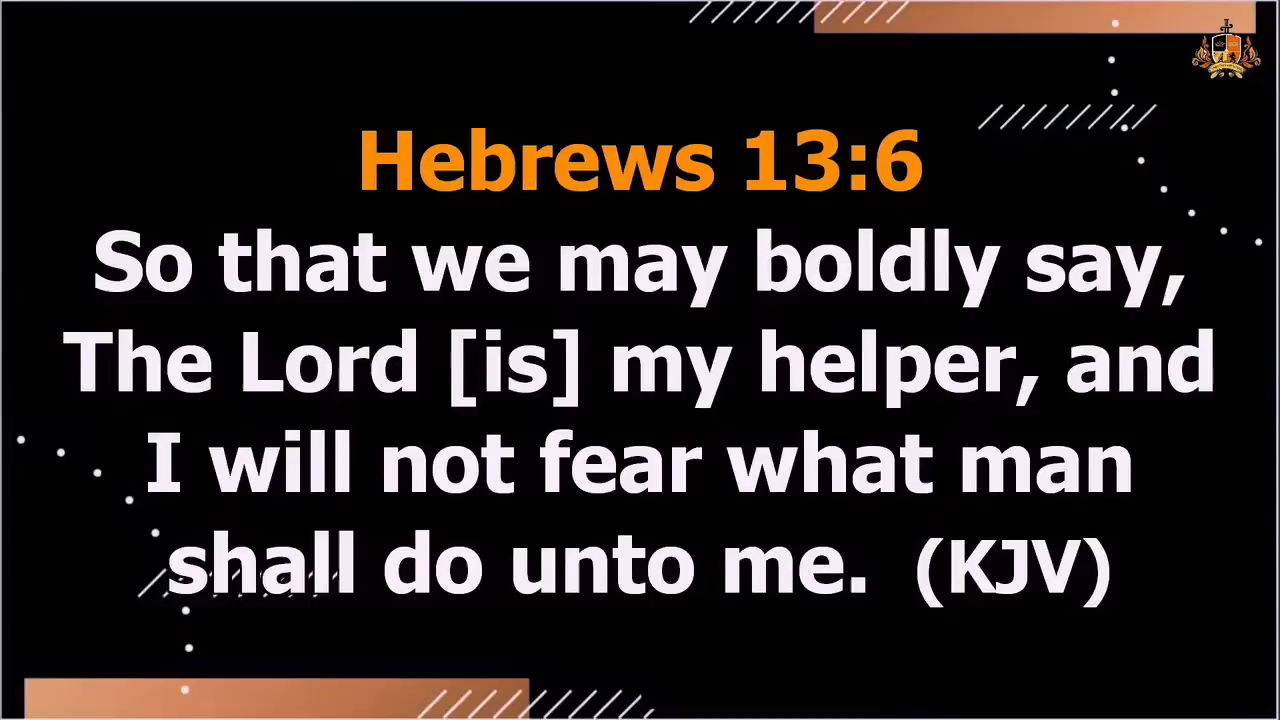 Hebrews 13:6
So that we may boldly say,
The Lord [is] my helper, and
I will not fear what man
shall do unto me.  (KJV)